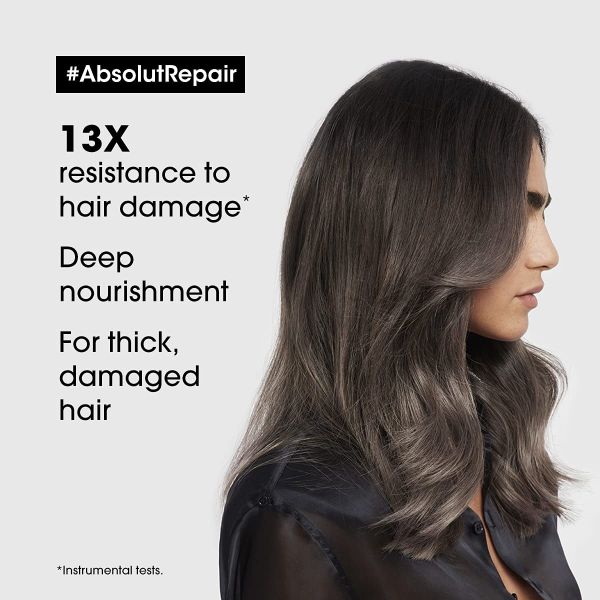 #AbsolutRepair
13X
resistance to
hair damage*
Deep
nourishment
For thick,
damaged
hair
*Instrumental tests.